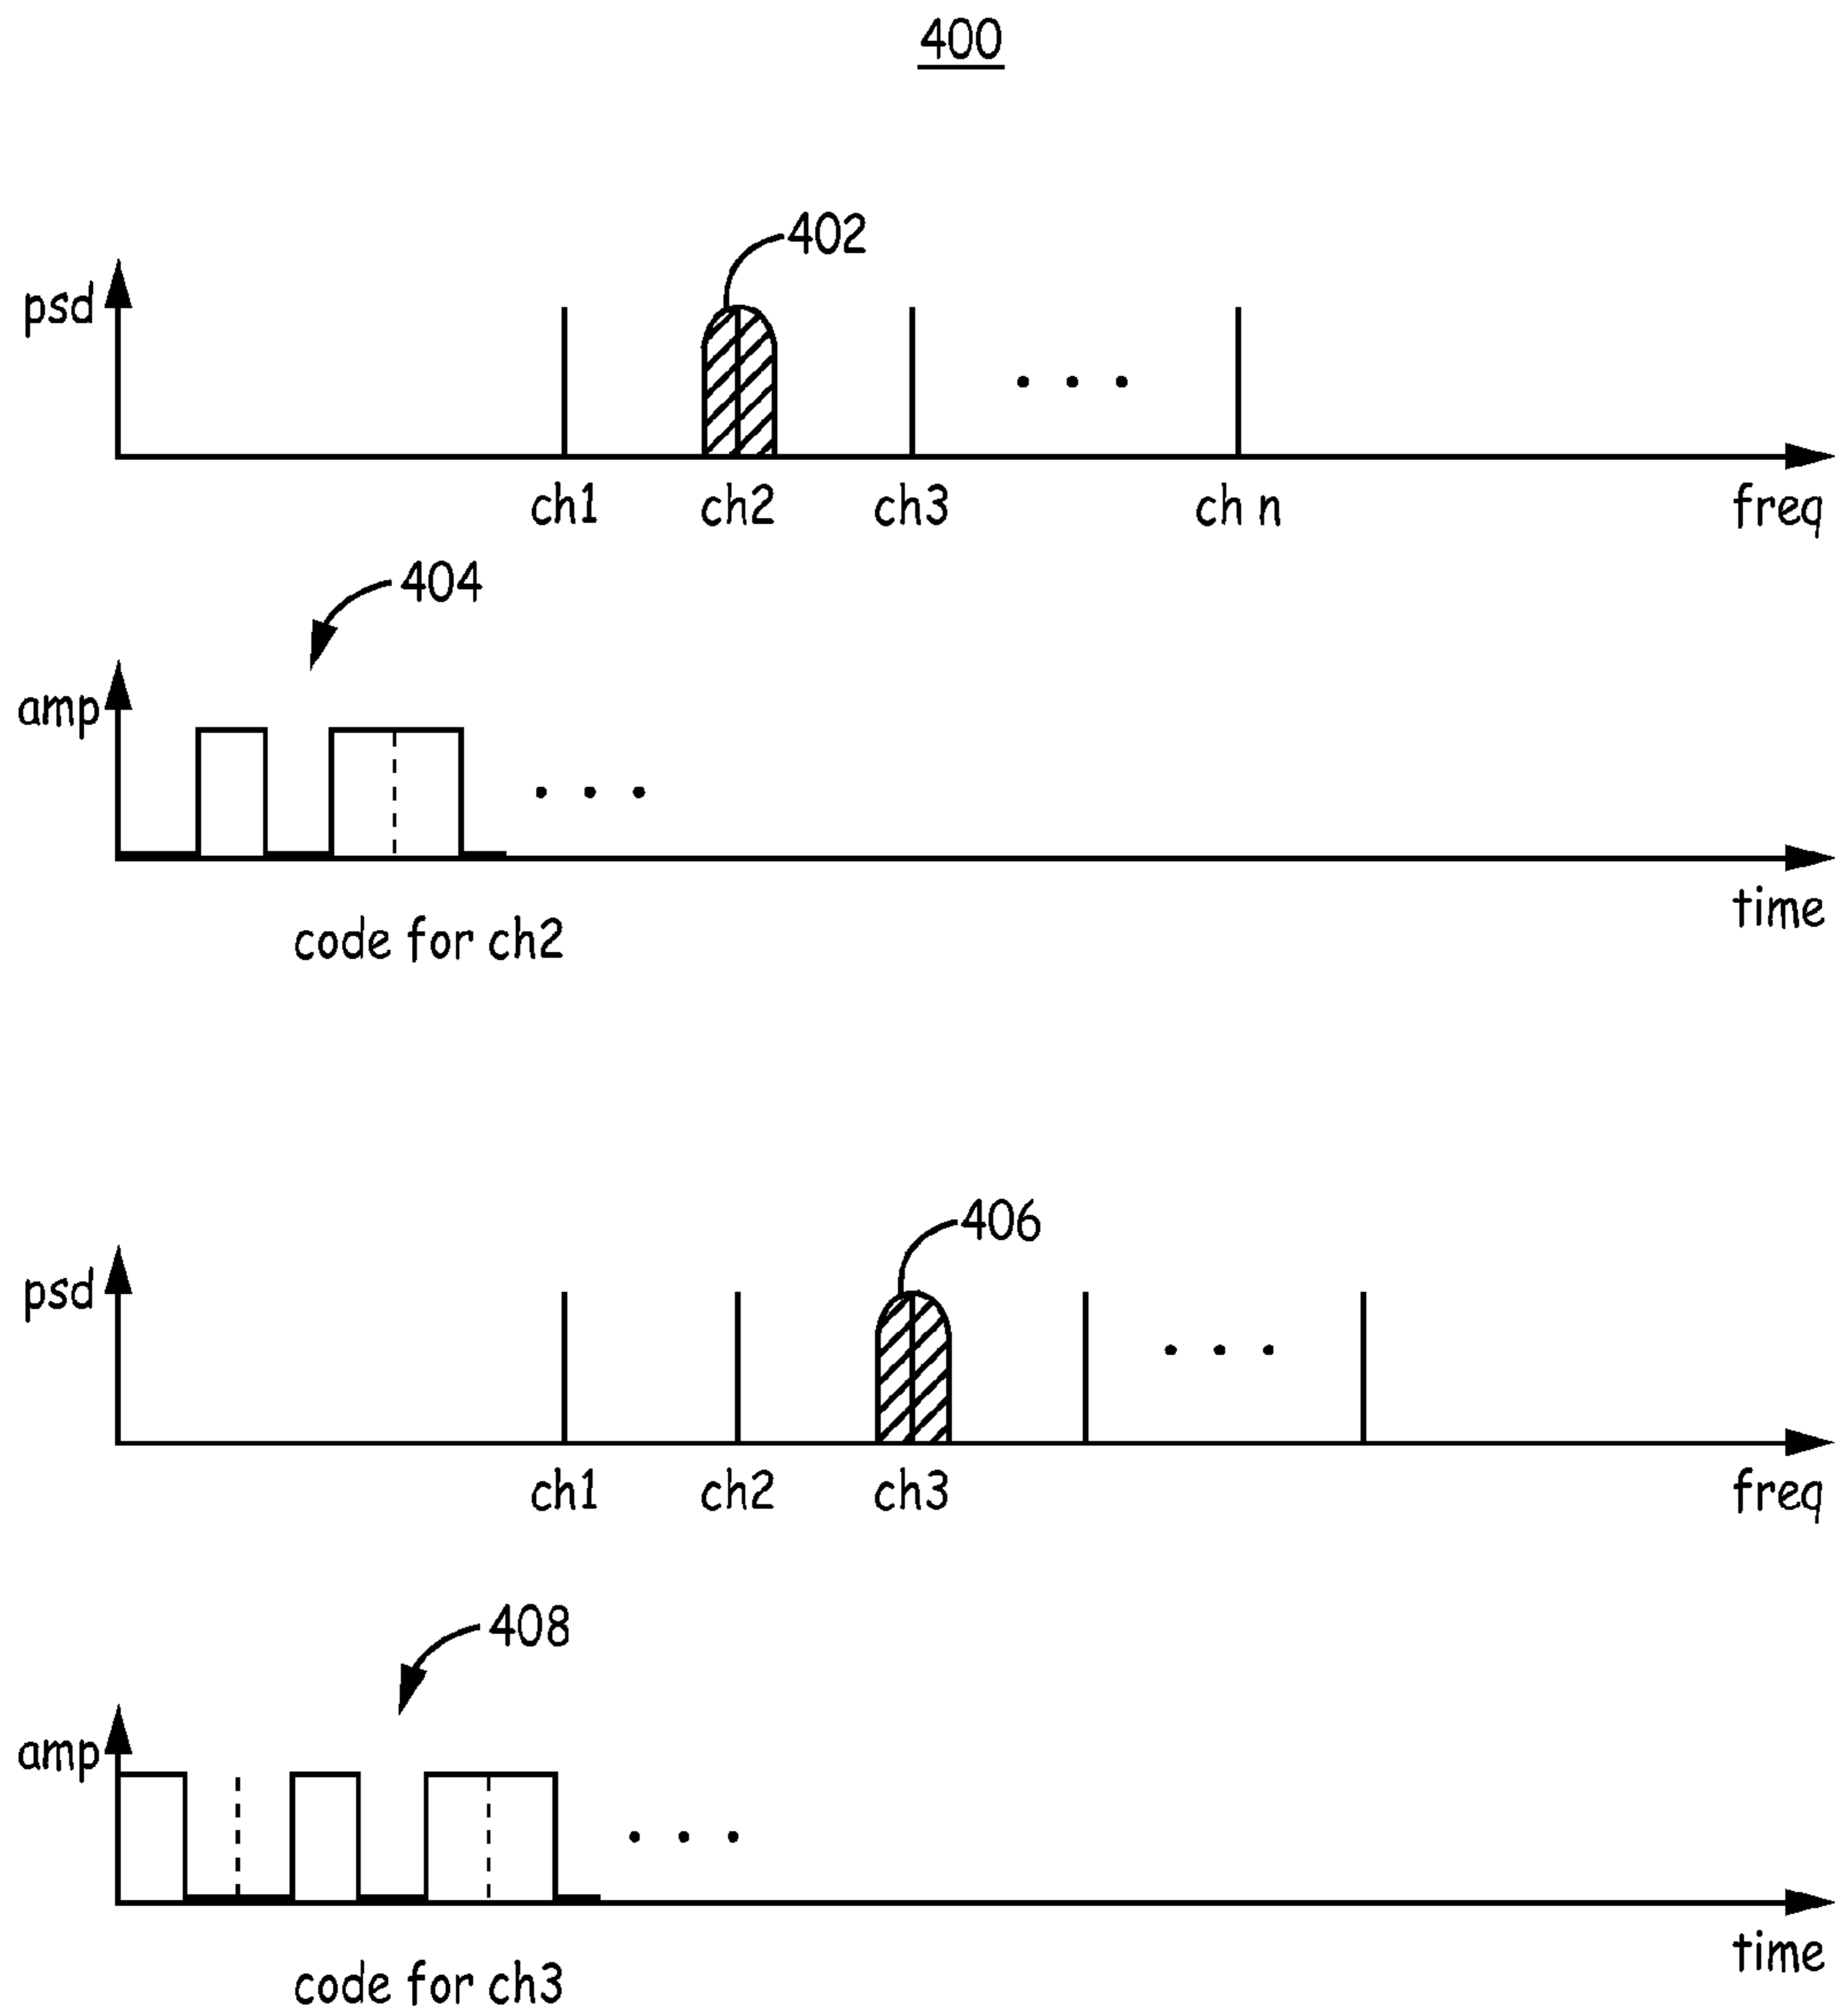 400
402
psd
ch1 ch2 ch3 ch n freq
404
amp
time
code for ch2
406
psd
ch1 ch2 ch3 freq
408
amp
time
code for ch3